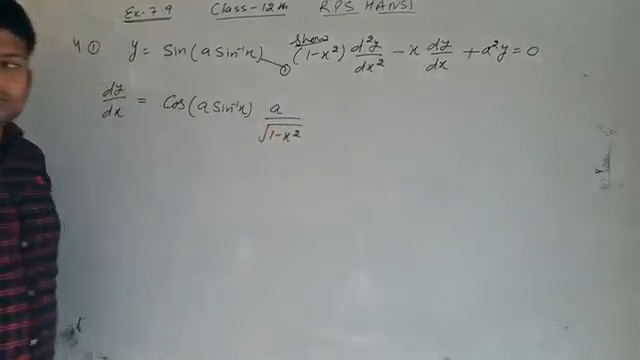 Ex-7.9 Class-12th RPS HANSI
4 ① y = Sin(a Sin⁻¹x) ① show (1-x²) d²y/dx² - x dy/dx + a²y = 0
dy/dx = Cos(a Sin⁻¹x) a/√(1-x²)